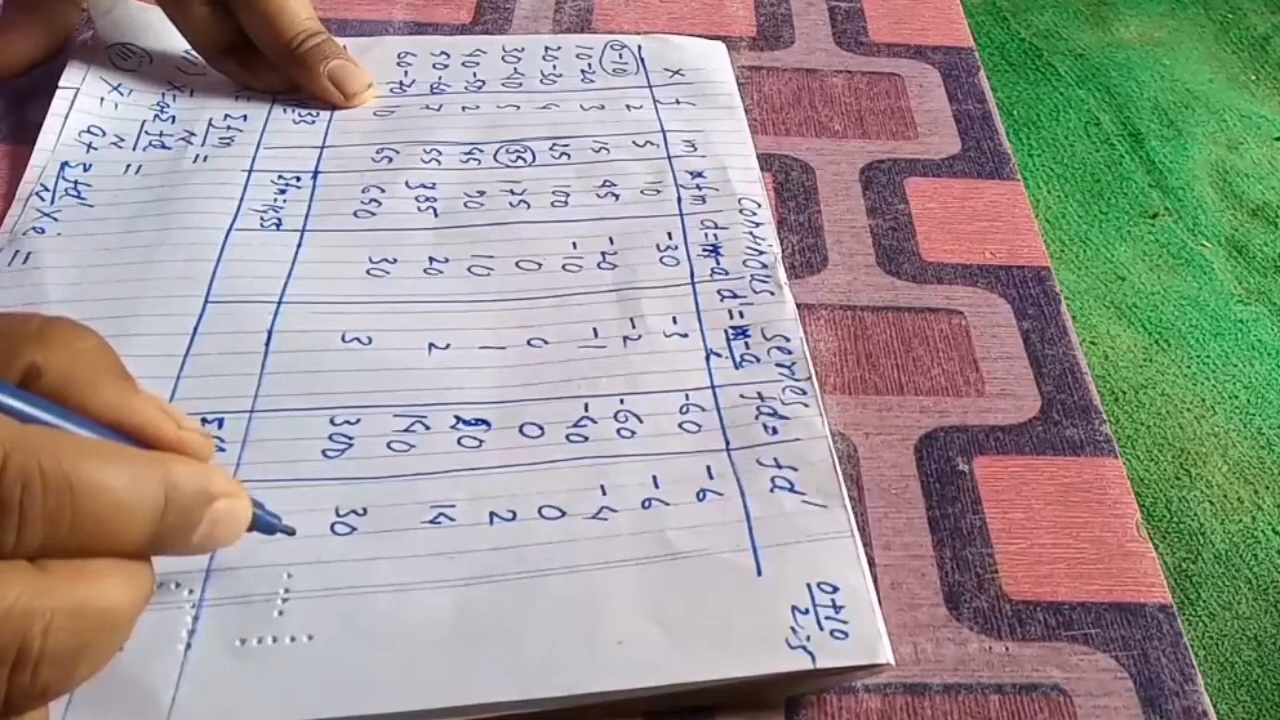 continous series
x f m fm d=m-a d'=m-a/i fd= fd'
0-10 2 5 10 -30 -3 -60 -6
10-20 3 15 45 -20 -2 -60 -6
20-30 4 25 100 -10 -1 -40 -4
30-40 5 35 175 0 0 0 0
40-50 2 45 90 10 1 20 2
50-60 7 55 385 20 2 140 14
60-70 10 65 650 30 3 300 30
=33 Σfm=1455
Σfm/N =
x̄ = a+Σfd/N =
iii) x̄ = a+ Σfd'/N xi =
0+10
2 =5